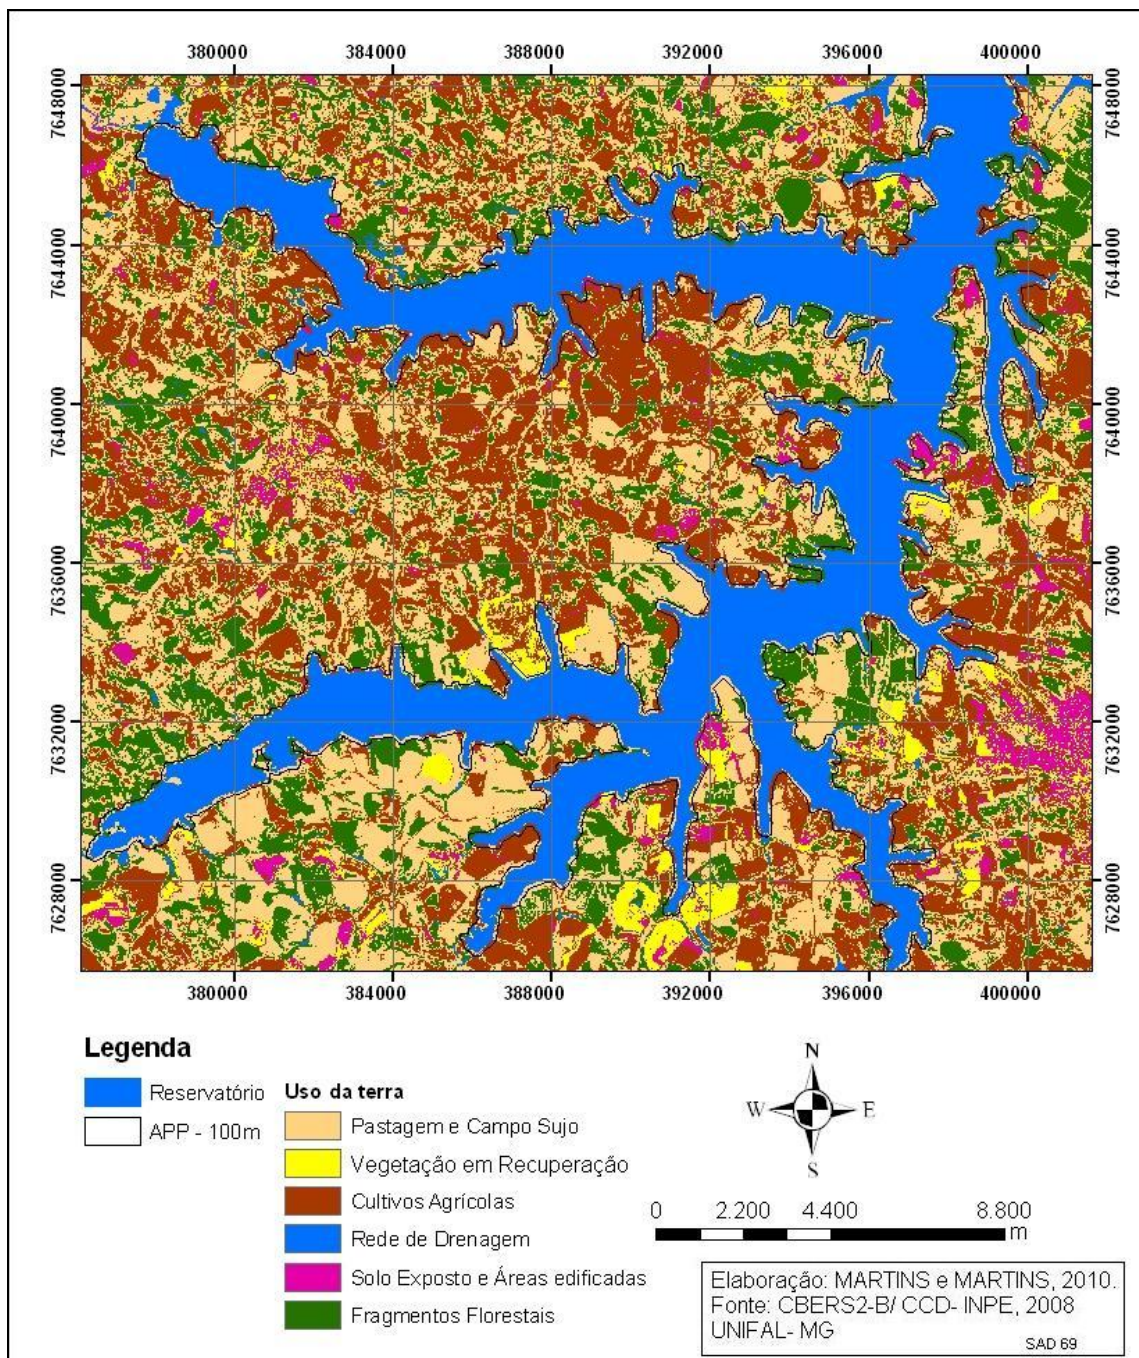 380000 384000 388000 392000 396000 400000
7648000 7648000
7644000 7644000
7640000 7640000
7636000 7636000
7632000 7632000
7628000 7628000
380000 384000 388000 392000 396000 400000
Legenda
Reservatório
APP - 100m
Uso da terra
Pastagem e Campo Sujo
Vegetação em Recuperação
Cultivos Agrícolas
Rede de Drenagem
Solo Exposto e Áreas edificadas
Fragmentos Florestais
N
W E
S
0 2.200 4.400 8.800
m
Elaboração: MARTINS e MARTINS, 2010.
Fonte: CBERS2-B/ CCD- INPE, 2008
UNIFAL- MG
SAD 69